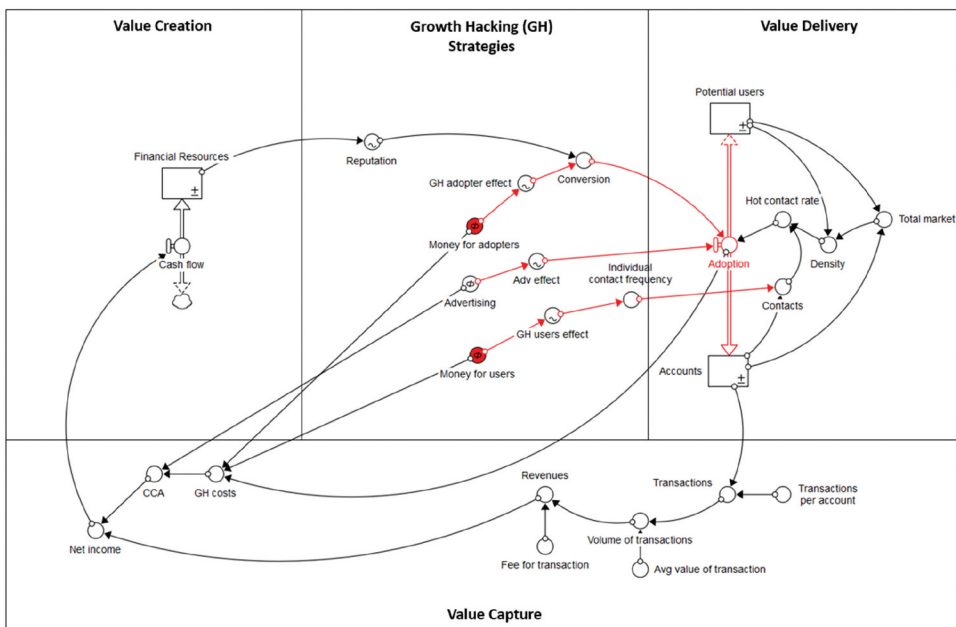 Value Creation
Growth Hacking (GH)
Strategies
Value Delivery
Potential users
Financial Resources
Reputation
GH adopter effect
Conversion
Hot contact rate
Total market
Money for adopters
Cash flow
Adv effect
Individual
contact frequency
Adoption
Density
Advertising
Contacts
GH users effect
Money for users
Accounts
CCA
GH costs
Revenues
Transactions
Transactions
per account
Net income
Volume of transactions
Fee for transaction
Avg value of transaction
Value Capture